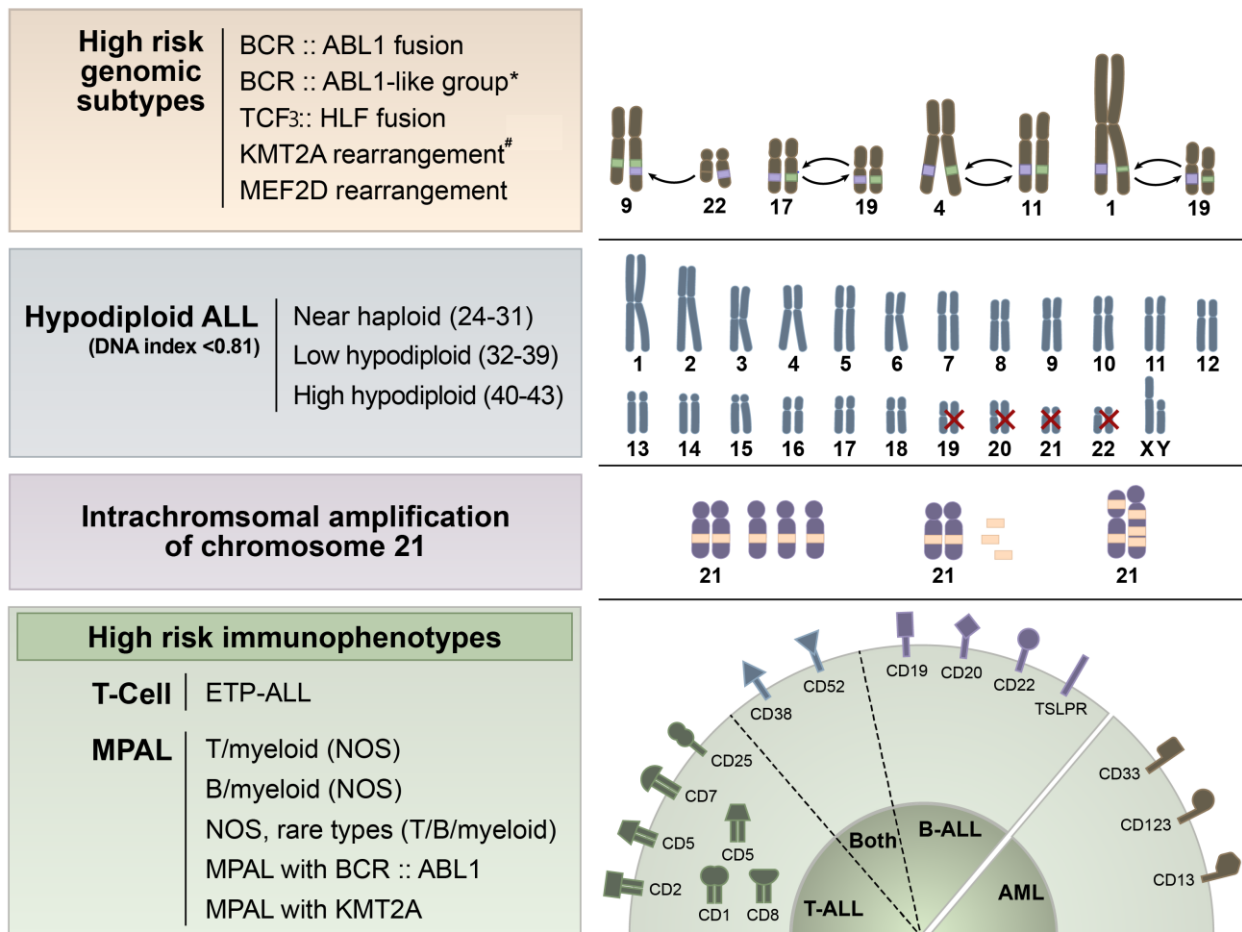 High risk
genomic
subtypes
BCR :: ABL1 fusion
BCR :: ABL1-like group*
TCF3:: HLF fusion
KMT2A rearrangement#
MEF2D rearrangement
9 22 17 19 4 11 1 19
Hypodiploid ALL
(DNA index <0.81)
Near haploid (24-31)
Low hypodiploid (32-39)
High hypodiploid (40-43)
1 2 3 4 5 6 7 8 9 10 11 12
13 14 15 16 17 18 19 20 21 22 X Y
Intrachromsomal amplification
of chromosome 21
21 21 21
High risk immunophenotypes
T-Cell
ETP-ALL
MPAL
T/myeloid (NOS)
B/myeloid (NOS)
NOS, rare types (T/B/myeloid)
MPAL with BCR :: ABL1
MPAL with KMT2A
CD38
CD52
CD19
CD20
CD22
TSLPR
CD25
CD7
CD5
CD5
CD2
CD1
CD8
CD33
CD123
CD13
T-ALL
Both
B-ALL
AML